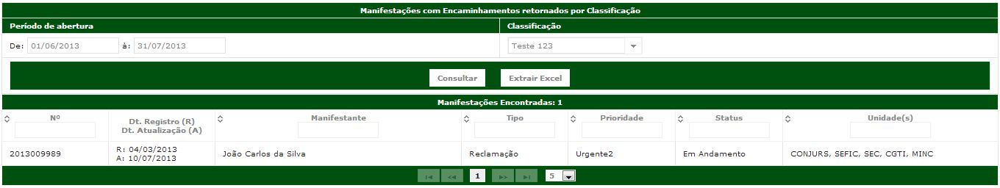 Manifestações com Encaminhamentos retornados por Classificação
Período de abertura Classificação
De: 01/06/2013 à: 31/07/2013 Teste 123
Consultar Extrair Excel
Manifestações Encontradas: 1
Nº Dt. Registro (R) Manifestante Tipo Prioridade Status Unidade(s)
Dt. Atualização (A)
2013009989 R: 04/03/2013 João Carlos da Silva Reclamação Urgente2 Em Andamento CONJURS, SEFIC, SEC, CGTI, MINC
A: 10/07/2013
1 5